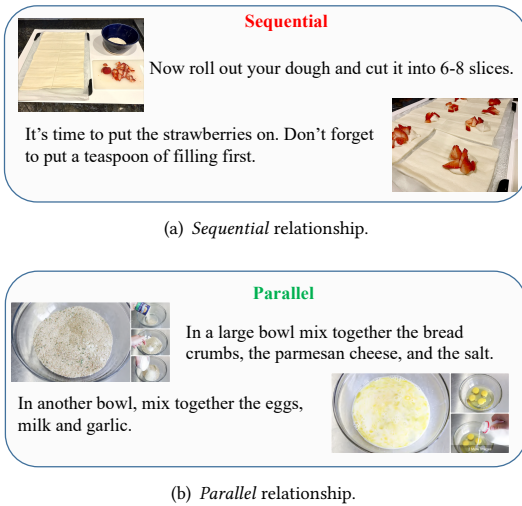 Sequential
Now roll out your dough and cut it into 6-8 slices.
It's time to put the strawberries on. Don't forget
to put a teaspoon of filling first.
(a) Sequential relationship.
Parallel
In a large bowl mix together the bread
crumbs, the parmesan cheese, and the salt.
In another bowl, mix together the eggs,
milk and garlic.
(b) Parallel relationship.